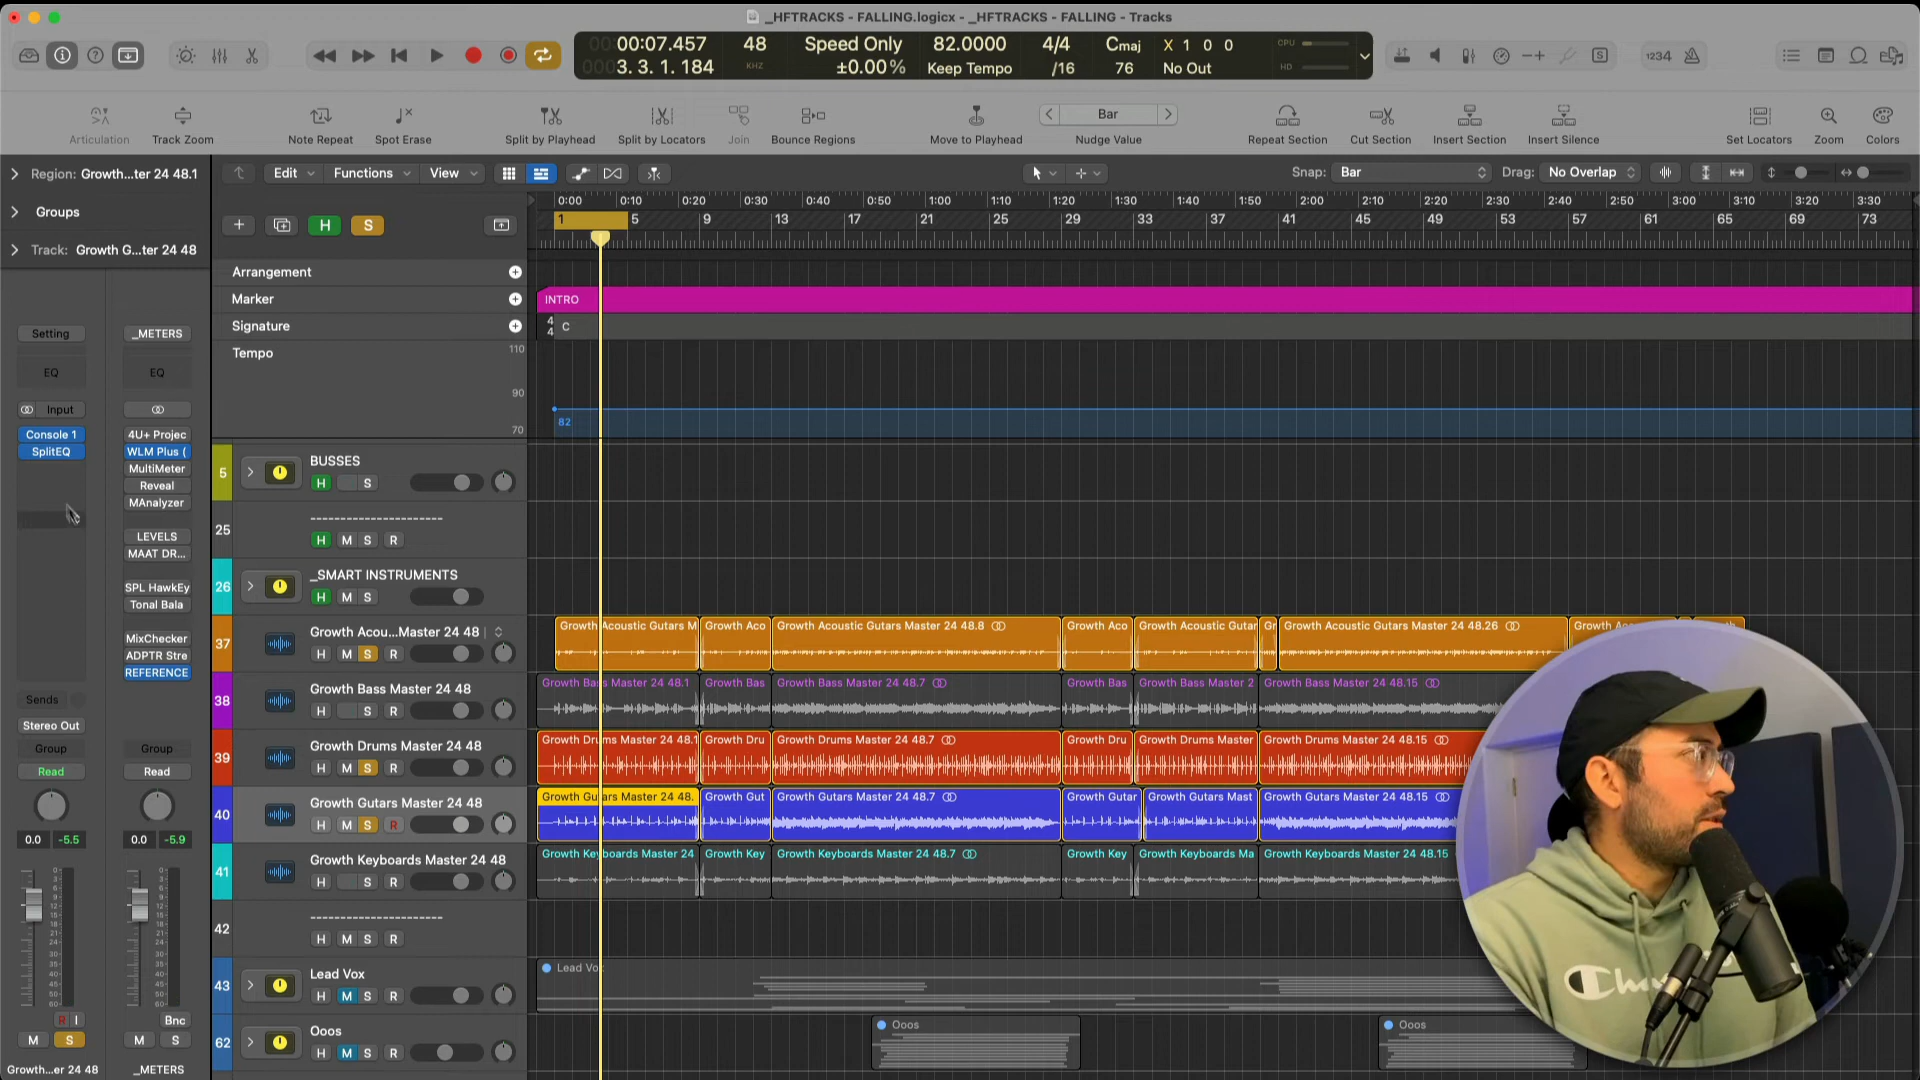 _HFTRACKS - FALLING.logicx - _HFTRACKS - FALLING - Tracks
00:00:07.457 48 Speed Only 82.0000 4/4 Cmaj X 1 0 0 CPU
3. 3. 1. 184 KHZ ±0.00% Keep Tempo /16 76 No Out HD
1234
Articulation Track Zoom Note Repeat Spot Erase Split by Playhead Split by Locators Join Bounce Regions Move to Playhead Bar Nudge Value Repeat Section Cut Section Insert Section Insert Silence Set Locators Zoom Colors
Region: Growth...ter 24 48.1
Edit Functions View Snap: Bar Drag: No Overlap
Groups
Track: Growth G...ter 24 48
H S
0:00 0:10 0:20 0:30 0:40 0:50 1:00 1:10 1:20 1:30 1:40 1:50 2:00 2:10 2:20 2:30 2:40 2:50 3:00 3:10 3:20 3:30
1 5 9 13 17 21 25 29 33 37 41 45 49 53 57 61 65 69 73
Arrangement
Marker
INTRO
Signature
4 4 C
Tempo
110
90
70
82
Setting _METERS
EQ EQ
Input
Console 1 4U+ Projec
SplitEQ WLM Plus (
MultiMeter
Reveal
MAnalyzer
LEVELS
MAAT DR...
SPL HawkEy
Tonal Bala
MixChecker
ADPTR Stre
REFERENCE
Sends
Stereo Out
Group Group
Read Read
0.0 -5.5 0.0 -5.9
R I Bnc
M S M S
Growth...er 24 48 _METERS
5 BUSSES
H S
25 ----------------------
H M S R
26 _SMART INSTRUMENTS
H M S
37 Growth Acou...Master 24 48
H M S R
Growth Acoustic Gutars M Growth Aco Growth Acoustic Gutars Master 24 48.8 Growth Aco Growth Acoustic Gutar Gr Growth Acoustic Gutars Master 24 48.26
38 Growth Bass Master 24 48
H S R
Growth Bass Master 24 48.1 Growth Bas Growth Bass Master 24 48.7 Growth Bas Growth Bass Master 2 Growth Bass Master 24 48.15
39 Growth Drums Master 24 48
H M S R
Growth Drums Master 24 48.1 Growth Dru Growth Drums Master 24 48.7 Growth Dru Growth Drums Master Growth Drums Master 24 48.15
40 Growth Gutars Master 24 48
H M S R
Growth Gutars Master 24 48. Growth Gut Growth Gutars Master 24 48.7 Growth Gutar Growth Gutars Mast Growth Gutars Master 24 48.15
41 Growth Keyboards Master 24 48
H S R
Growth Keyboards Master 24 Growth Key Growth Keyboards Master 24 48.7 Growth Key Growth Keyboards Ma Growth Keyboards Master 24 48.15
42 ----------------------
H M S R
43 Lead Vox
H M S R
Lead Vox
62 Ooos
H M S R
Ooos Ooos